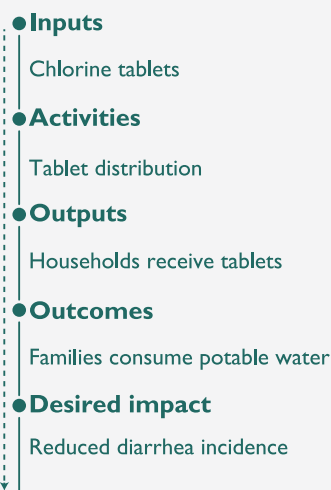 Inputs
Chlorine tablets
Activities
Tablet distribution
Outputs
Households receive tablets
Outcomes
Families consume potable water
Desired impact
Reduced diarrhea incidence